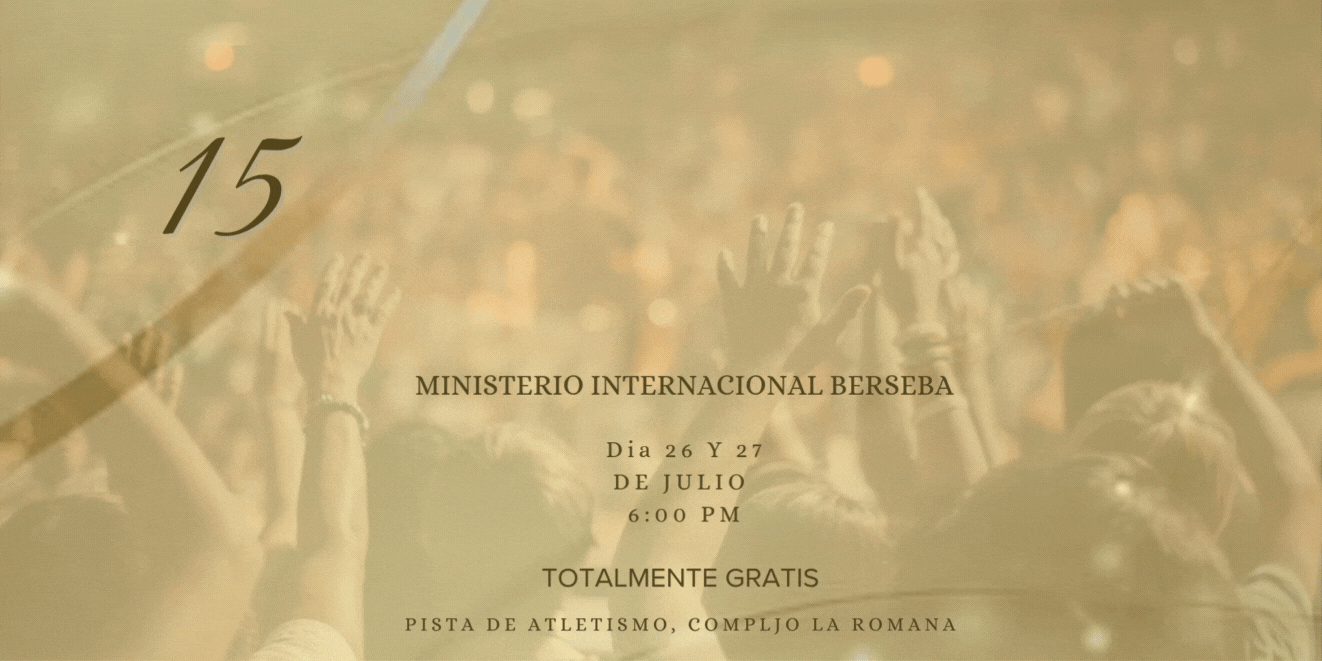 15
MINISTERIO INTERNACIONAL BERSEBA
Dia 26 Y 27
DE JULIO
6:00 PM
TOTALMENTE GRATIS
PISTA DE ATLETISMO, COMPLJO LA ROMANA